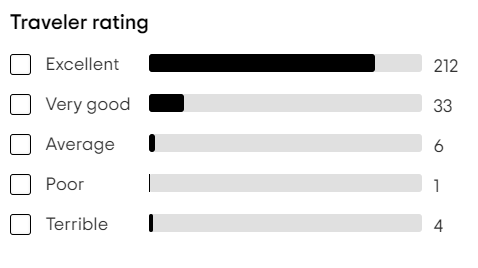 Traveler rating
Excellent 212
Very good 33
Average 6
Poor 1
Terrible 4